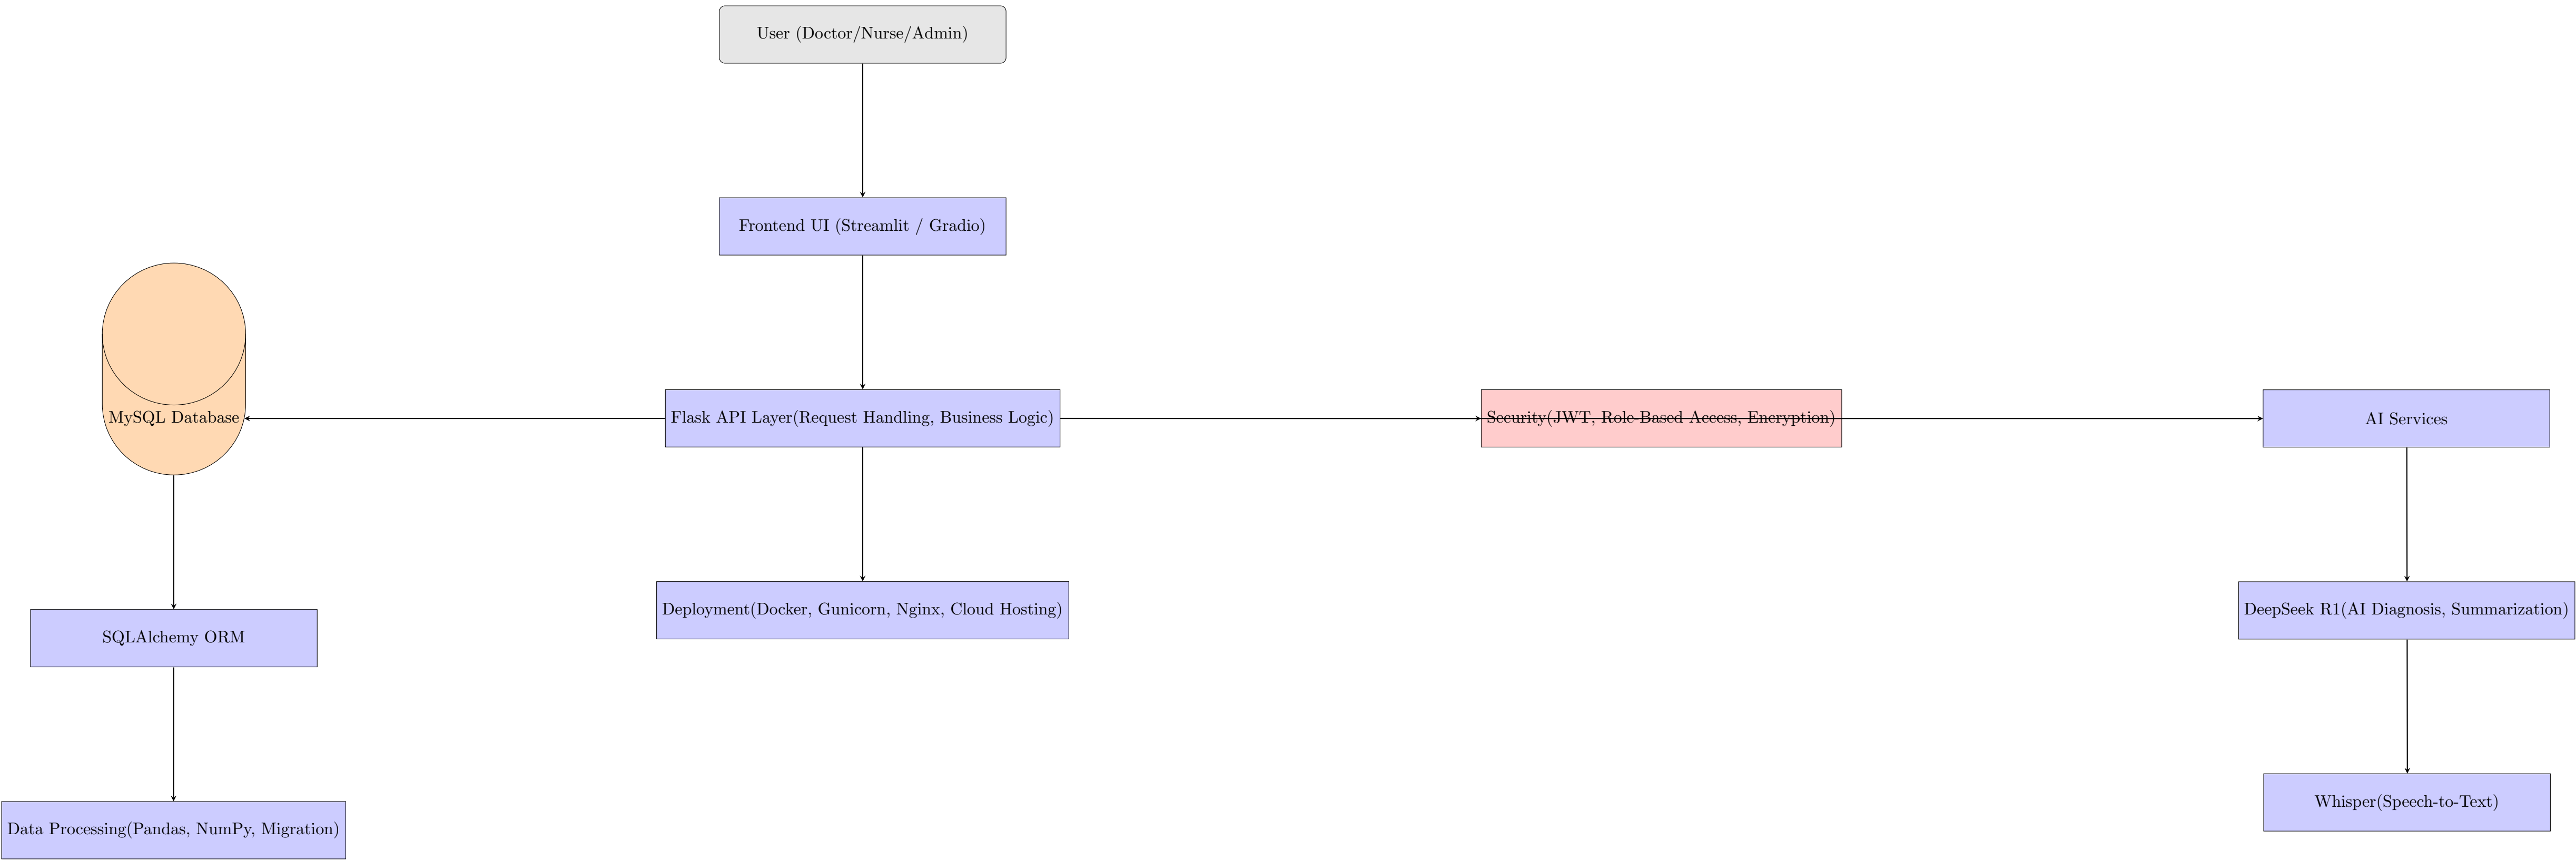 User (Doctor/Nurse/Admin)
Frontend UI (Streamlit / Gradio)
MySQL Database
Flask API Layer(Request Handling, Business Logic)
Security(JWT, Role-Based Access, Encryption)
AI Services
Deployment(Docker, Gunicorn, Nginx, Cloud Hosting)
DeepSeek R1(AI Diagnosis, Summarization)
SQLAlchemy ORM
Whisper(Speech-to-Text)
Data Processing(Pandas, NumPy, Migration)